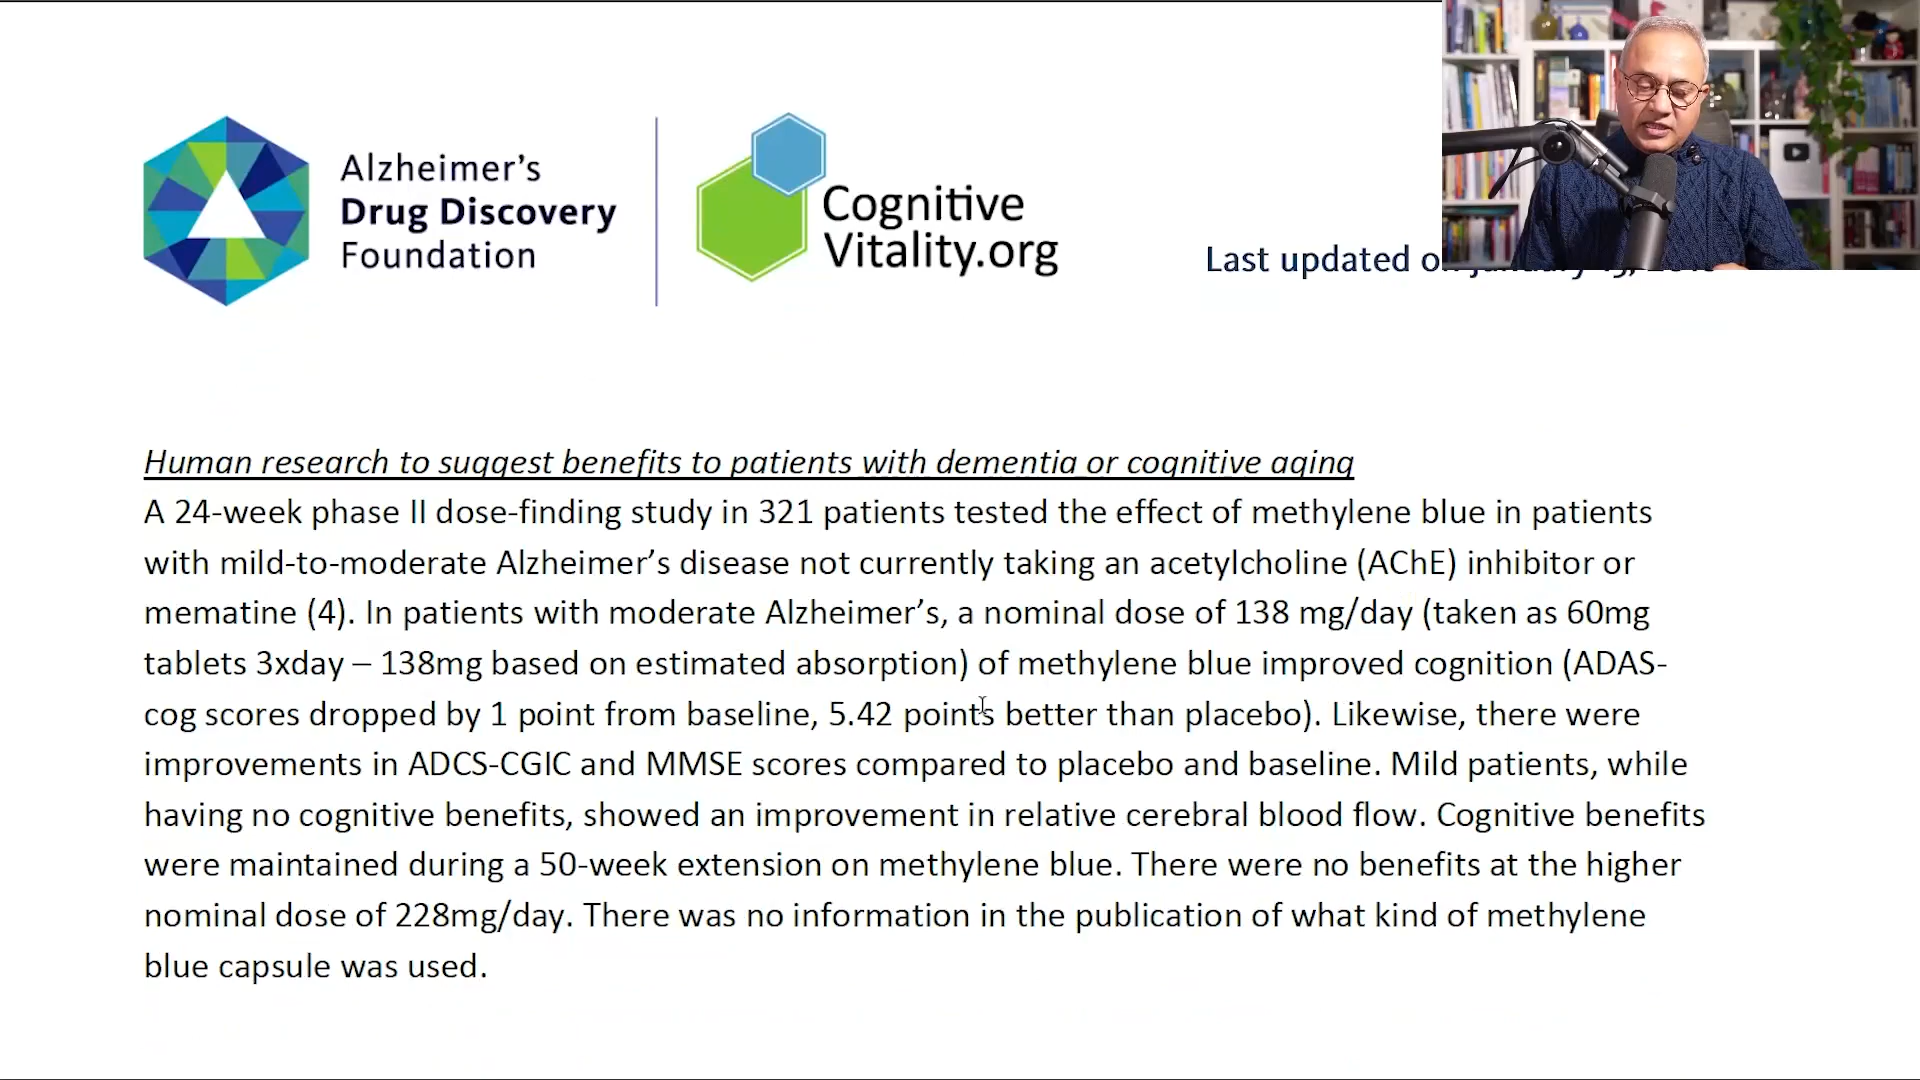 Alzheimer's
Drug Discovery
Foundation
Cognitive
Vitality.org
Last updated
Human research to suggest benefits to patients with dementia or cognitive aging
A 24-week phase II dose-finding study in 321 patients tested the effect of methylene blue in patients
with mild-to-moderate Alzheimer’s disease not currently taking an acetylcholine (AChE) inhibitor or
mematine (4). In patients with moderate Alzheimer’s, a nominal dose of 138 mg/day (taken as 60mg
tablets 3xday – 138mg based on estimated absorption) of methylene blue improved cognition (ADAS-
cog scores dropped by 1 point from baseline, 5.42 points better than placebo). Likewise, there were
improvements in ADCS-CGIC and MMSE scores compared to placebo and baseline. Mild patients, while
having no cognitive benefits, showed an improvement in relative cerebral blood flow. Cognitive benefits
were maintained during a 50-week extension on methylene blue. There were no benefits at the higher
nominal dose of 228mg/day. There was no information in the publication of what kind of methylene
blue capsule was used.